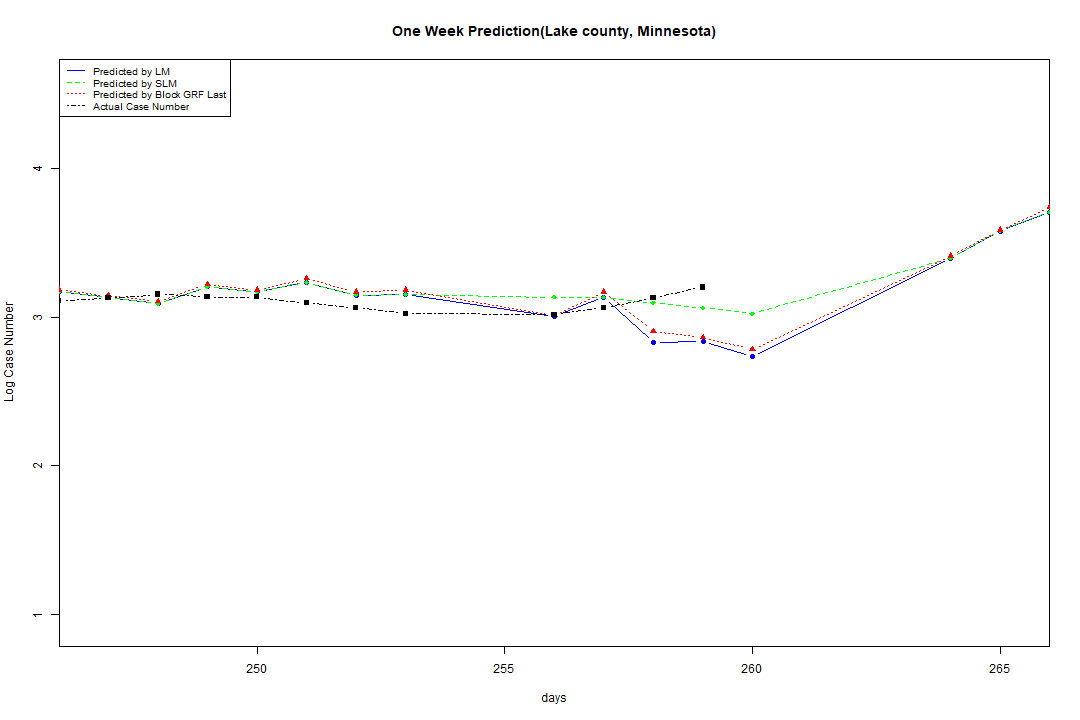 One Week Prediction(Lake county, Minnesota)
Predicted by LM
Predicted by SLM
Predicted by Block GRF Last
Actual Case Number
4
3
2
1
Log Case Number
250 255 260 265
days